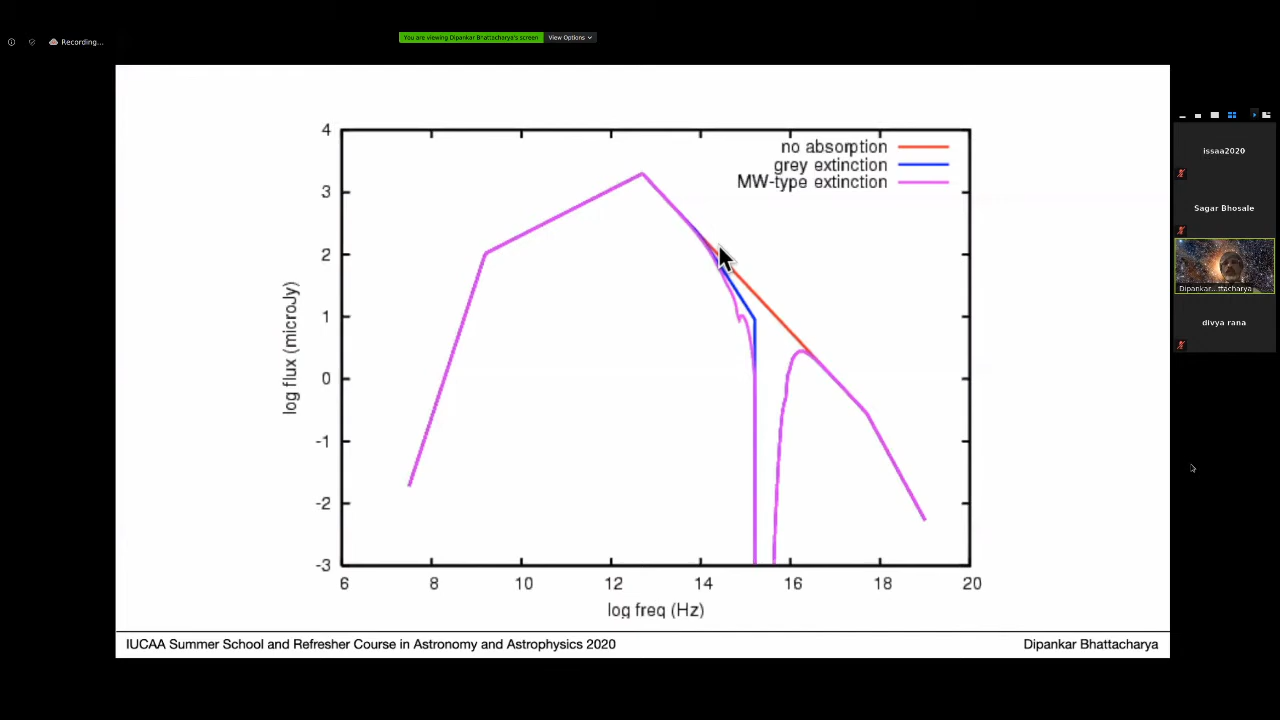 You are viewing Dipankar Bhattacharya's screen
View Options
Recording...
issaa2020
Sagar Bhosale
Dipankar...ttacharya
divya rana
no absorption
grey extinction
MW-type extinction
4
3
2
1
0
-1
-2
-3
log flux (microJy)
6 8 10 12 14 16 18 20
log freq (Hz)
IUCAA Summer School and Refresher Course in Astronomy and Astrophysics 2020
Dipankar Bhattacharya